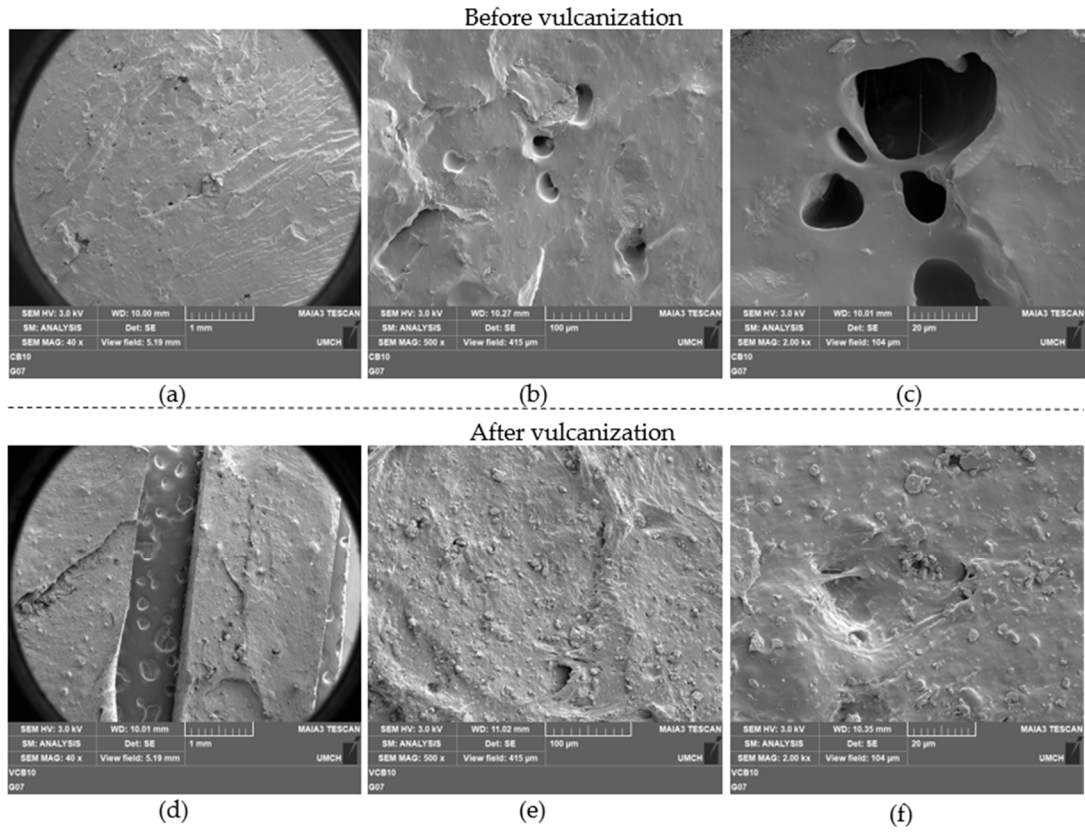 Before vulcanization
SEM HV: 3.0 kV WD: 10.00 mm MAIA3 TESCAN
SM: ANALYSIS Det: SE 1 mm
SEM MAG: 40 x View field: 5.19 mm UMCH
CB10
G07
SEM HV: 3.0 kV WD: 10.27 mm MAIA3 TESCAN
SM: ANALYSIS Det: SE 100 µm
SEM MAG: 500 x View field: 415 µm UMCH
CB10
G07
SEM HV: 3.0 kV WD: 10.01 mm MAIA3 TESCAN
SM: ANALYSIS Det: SE 20 µm
SEM MAG: 2.00 kx View field: 104 µm UMCH
CB10
G07
(a) (b) (c)
After vulcanization
SEM HV: 3.0 kV WD: 10.01 mm MAIA3 TESCAN
SM: ANALYSIS Det: SE 1 mm
SEM MAG: 40 x View field: 5.19 mm UMCH
VCB10
G07
SEM HV: 3.0 kV WD: 11.02 mm MAIA3 TESCAN
SM: ANALYSIS Det: SE 100 µm
SEM MAG: 500 x View field: 415 µm UMCH
VCB10
G07
SEM HV: 3.0 kV WD: 10.35 mm MAIA3 TESCAN
SM: ANALYSIS Det: SE 20 µm
SEM MAG: 2.00 kx View field: 104 µm UMCH
VCB10
G07
(d) (e) (f)